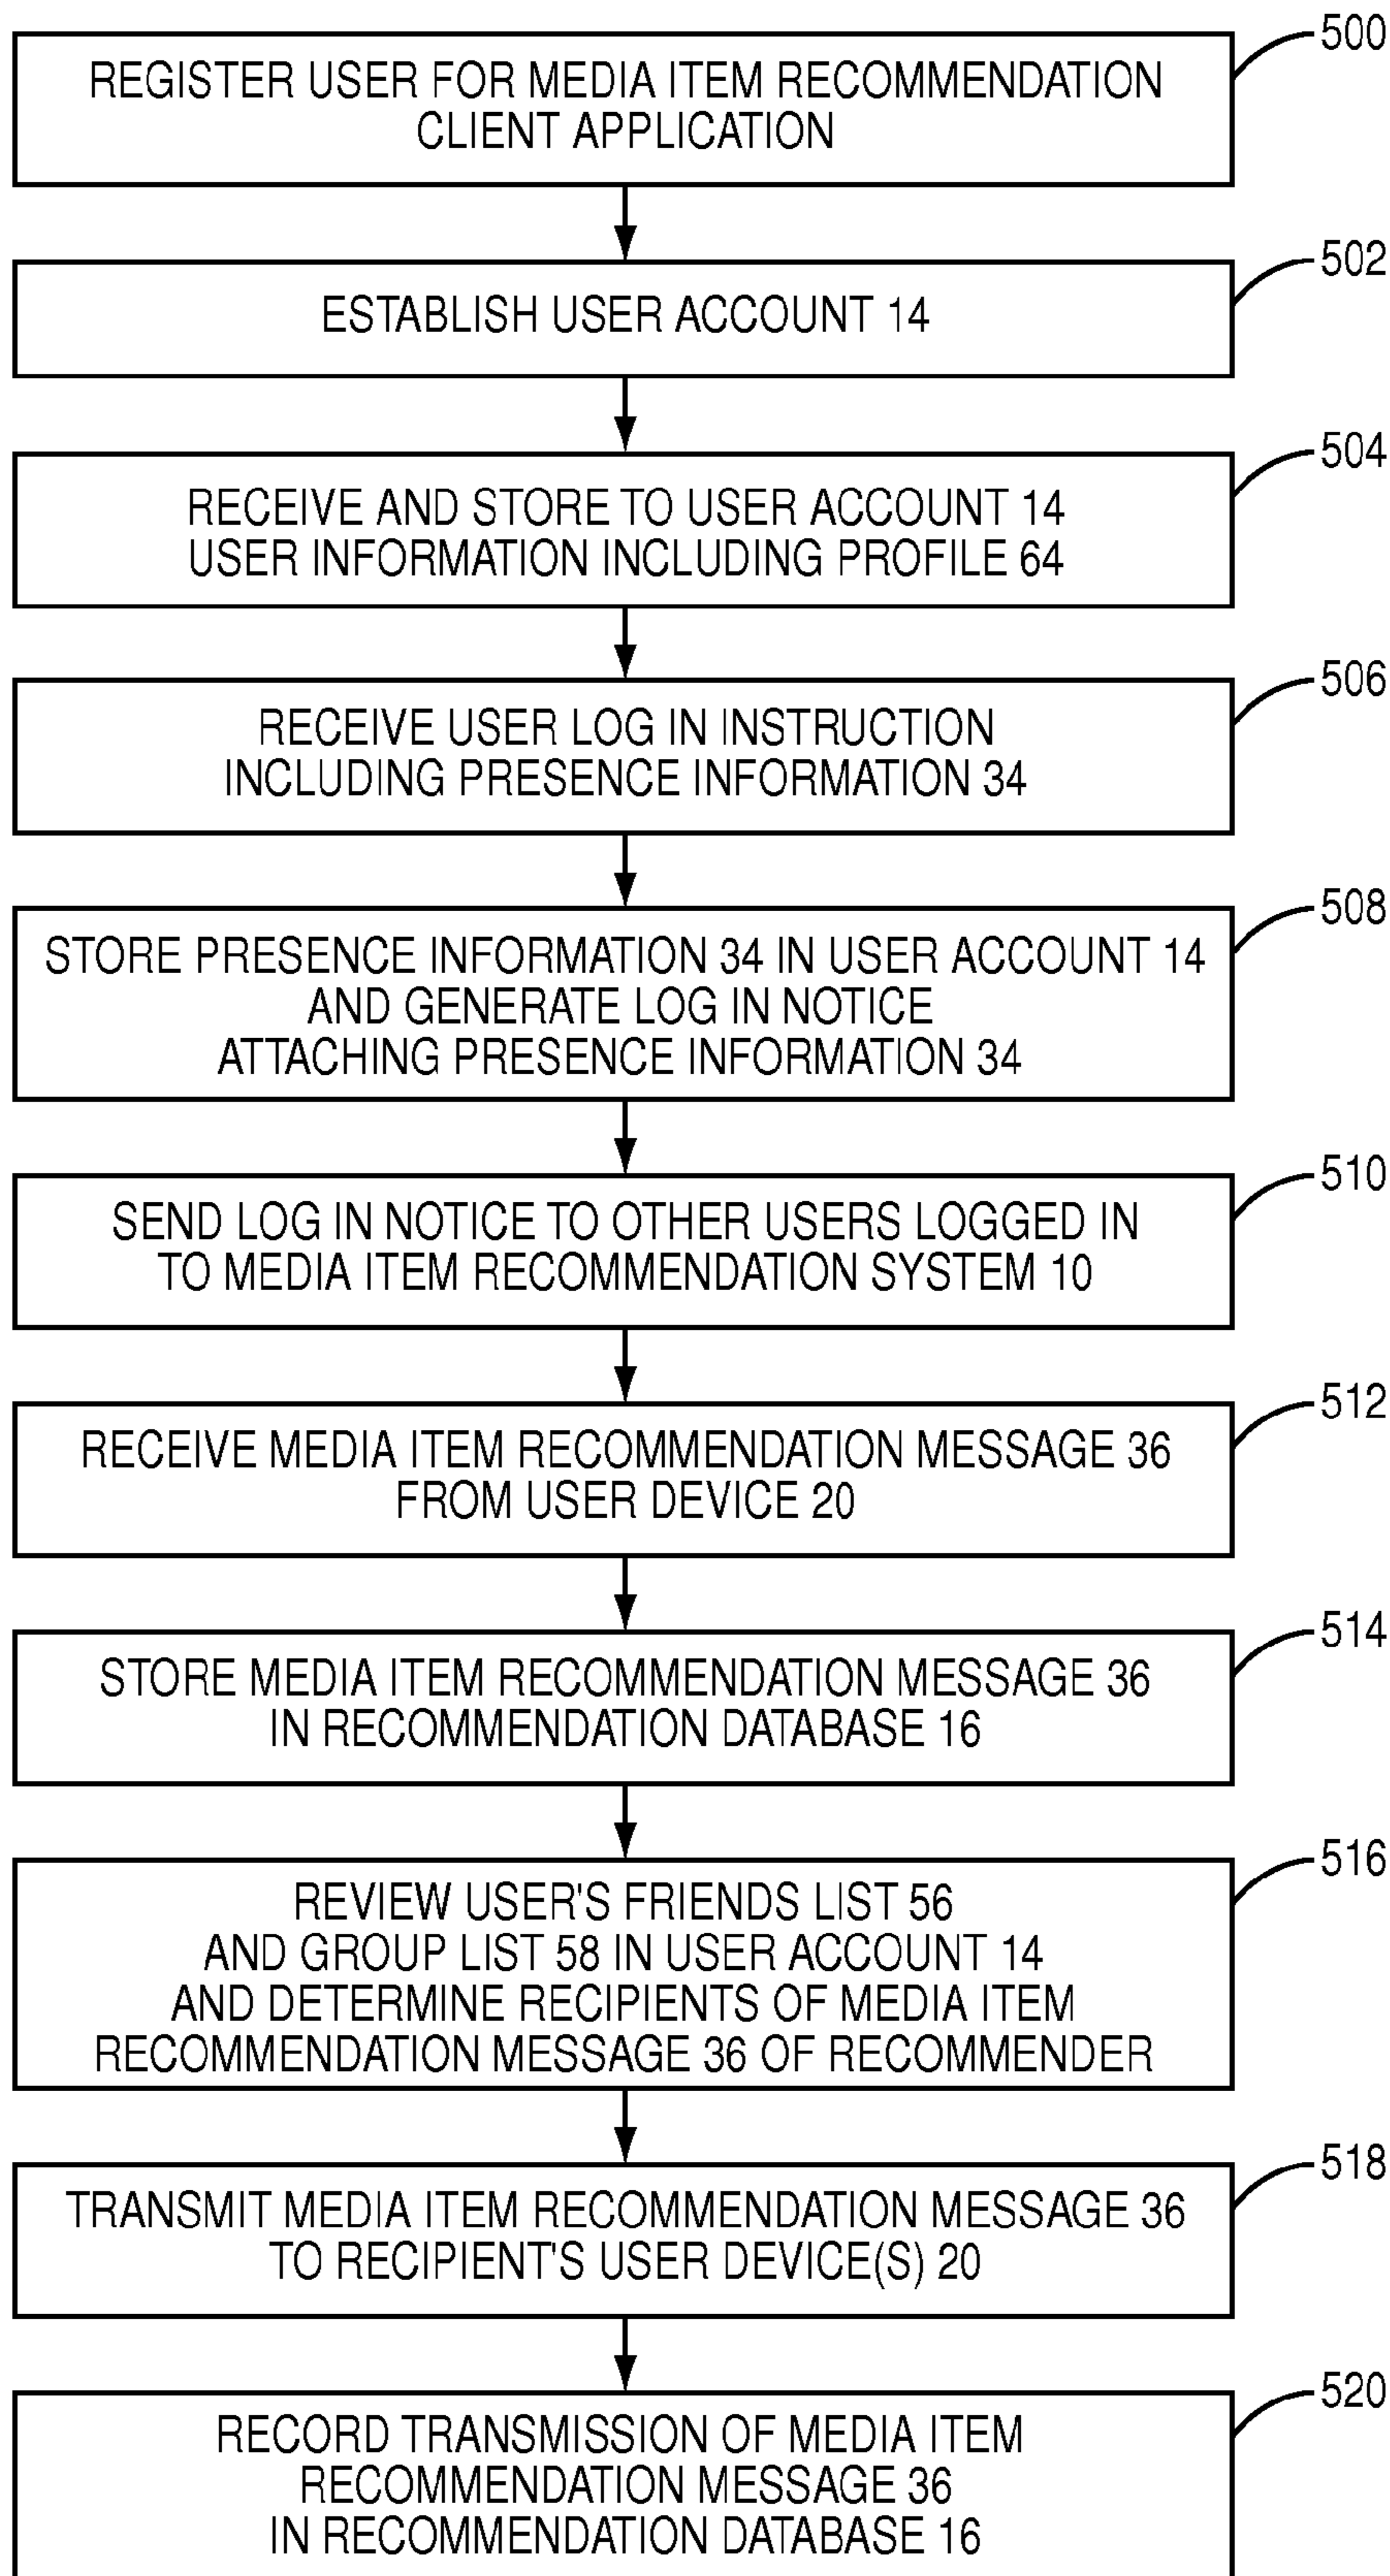 500
REGISTER USER FOR MEDIA ITEM RECOMMENDATION
CLIENT APPLICATION
502
ESTABLISH USER ACCOUNT 14
504
RECEIVE AND STORE TO USER ACCOUNT 14
USER INFORMATION INCLUDING PROFILE 64
506
RECEIVE USER LOG IN INSTRUCTION
INCLUDING PRESENCE INFORMATION 34
508
STORE PRESENCE INFORMATION 34 IN USER ACCOUNT 14
AND GENERATE LOG IN NOTICE
ATTACHING PRESENCE INFORMATION 34
510
SEND LOG IN NOTICE TO OTHER USERS LOGGED IN
TO MEDIA ITEM RECOMMENDATION SYSTEM 10
512
RECEIVE MEDIA ITEM RECOMMENDATION MESSAGE 36
FROM USER DEVICE 20
514
STORE MEDIA ITEM RECOMMENDATION MESSAGE 36
IN RECOMMENDATION DATABASE 16
516
REVIEW USER'S FRIENDS LIST 56
AND GROUP LIST 58 IN USER ACCOUNT 14
AND DETERMINE RECIPIENTS OF MEDIA ITEM
RECOMMENDATION MESSAGE 36 OF RECOMMENDER
518
TRANSMIT MEDIA ITEM RECOMMENDATION MESSAGE 36
TO RECIPIENT'S USER DEVICE(S) 20
520
RECORD TRANSMISSION OF MEDIA ITEM
RECOMMENDATION MESSAGE 36
IN RECOMMENDATION DATABASE 16